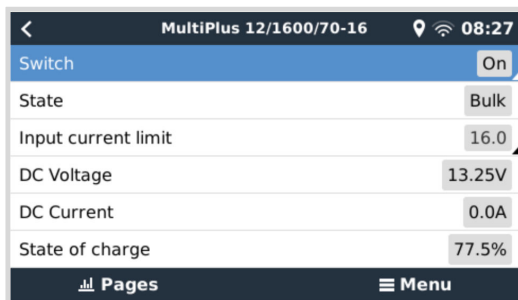 MultiPlus 12/1600/70-16 08:27
Switch On
State Bulk
Input current limit 16.0
DC Voltage 13.25V
DC Current 0.0A
State of charge 77.5%
Pages Menu